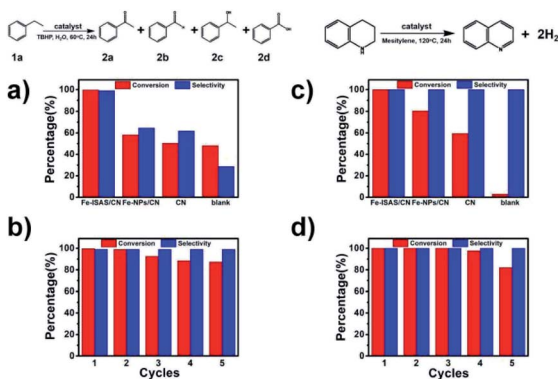 catalyst
TBHP, H₂O, 60°C, 24h
+ + +
1a 2a 2b 2c 2d
OH
OH
catalyst
Mesitylene, 120°C, 24h
+ 2H₂
N
H
N
a)
Percentage(%)
100
80
60
40
20
0
Conversion Selectivity
Fe-ISAS/CN Fe-NPs/CN CN blank
c)
Percentage(%)
100
80
60
40
20
0
Conversion Selectivity
Fe-ISAS/CN Fe-NPs/CN CN blank
b)
Percentage(%)
100
80
60
40
20
0
Conversion Selectivity
1 2 3 4 5
Cycles
d)
Percentage(%)
100
80
60
40
20
0
Conversion Selectivity
1 2 3 4 5
Cycles